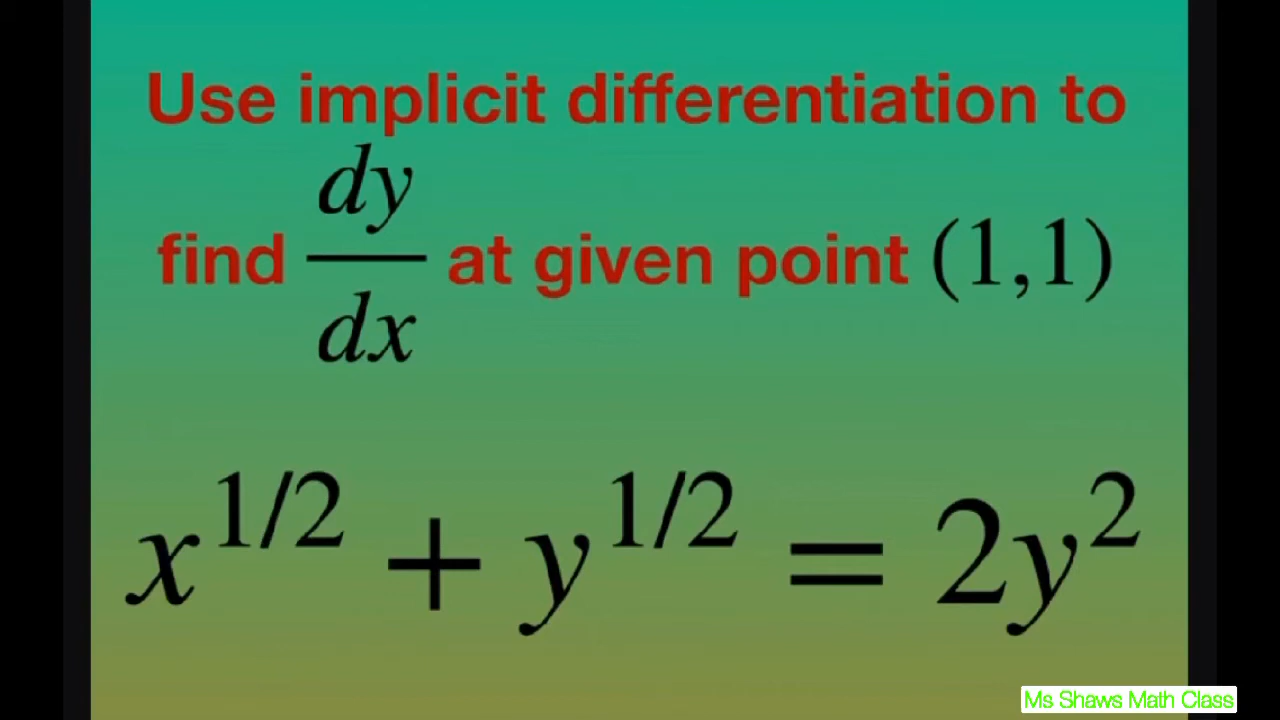 Use implicit differentiation to
find dy/dx at given point (1,1)
x^{1/2} + y^{1/2} = 2y^2
Ms Shaws Math Class